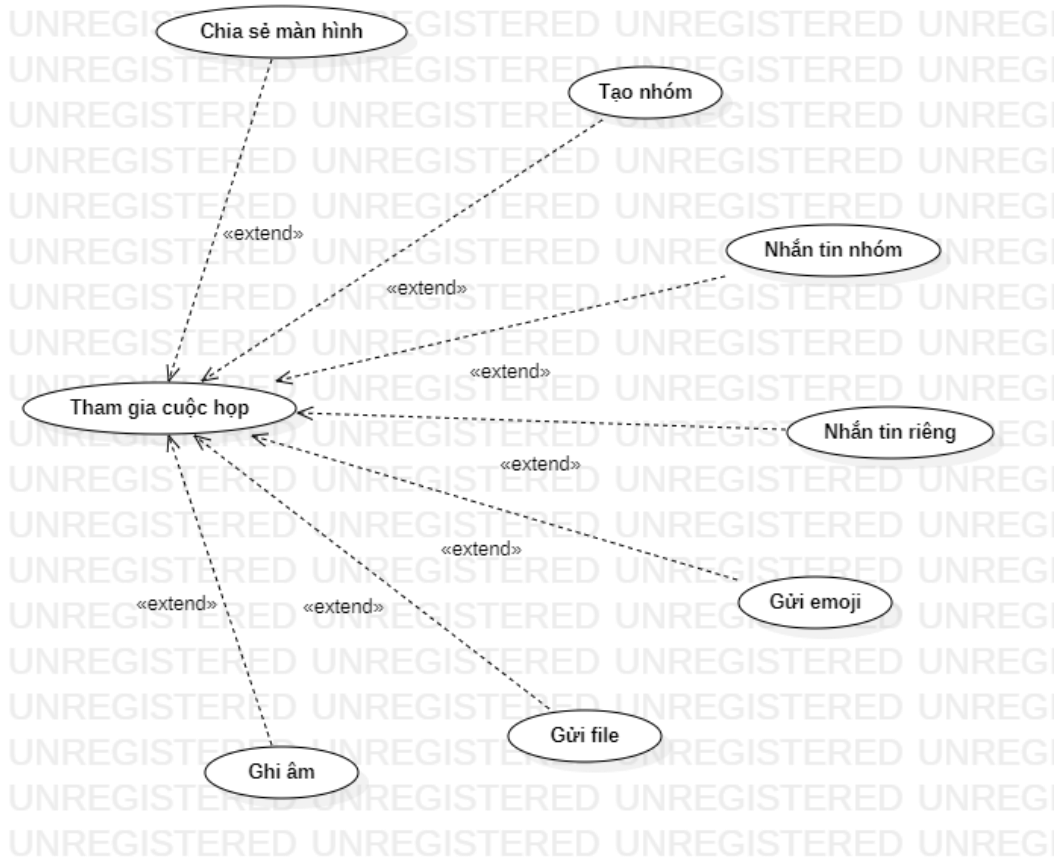 Chia sẻ màn hình
Tạo nhóm
«extend»
Nhắn tin nhóm
«extend»
«extend»
Tham gia cuộc họp
Nhắn tin riêng
«extend»
«extend»
Gửi emoji
«extend»
«extend»
Gửi file
Ghi âm
UNREGISTERED